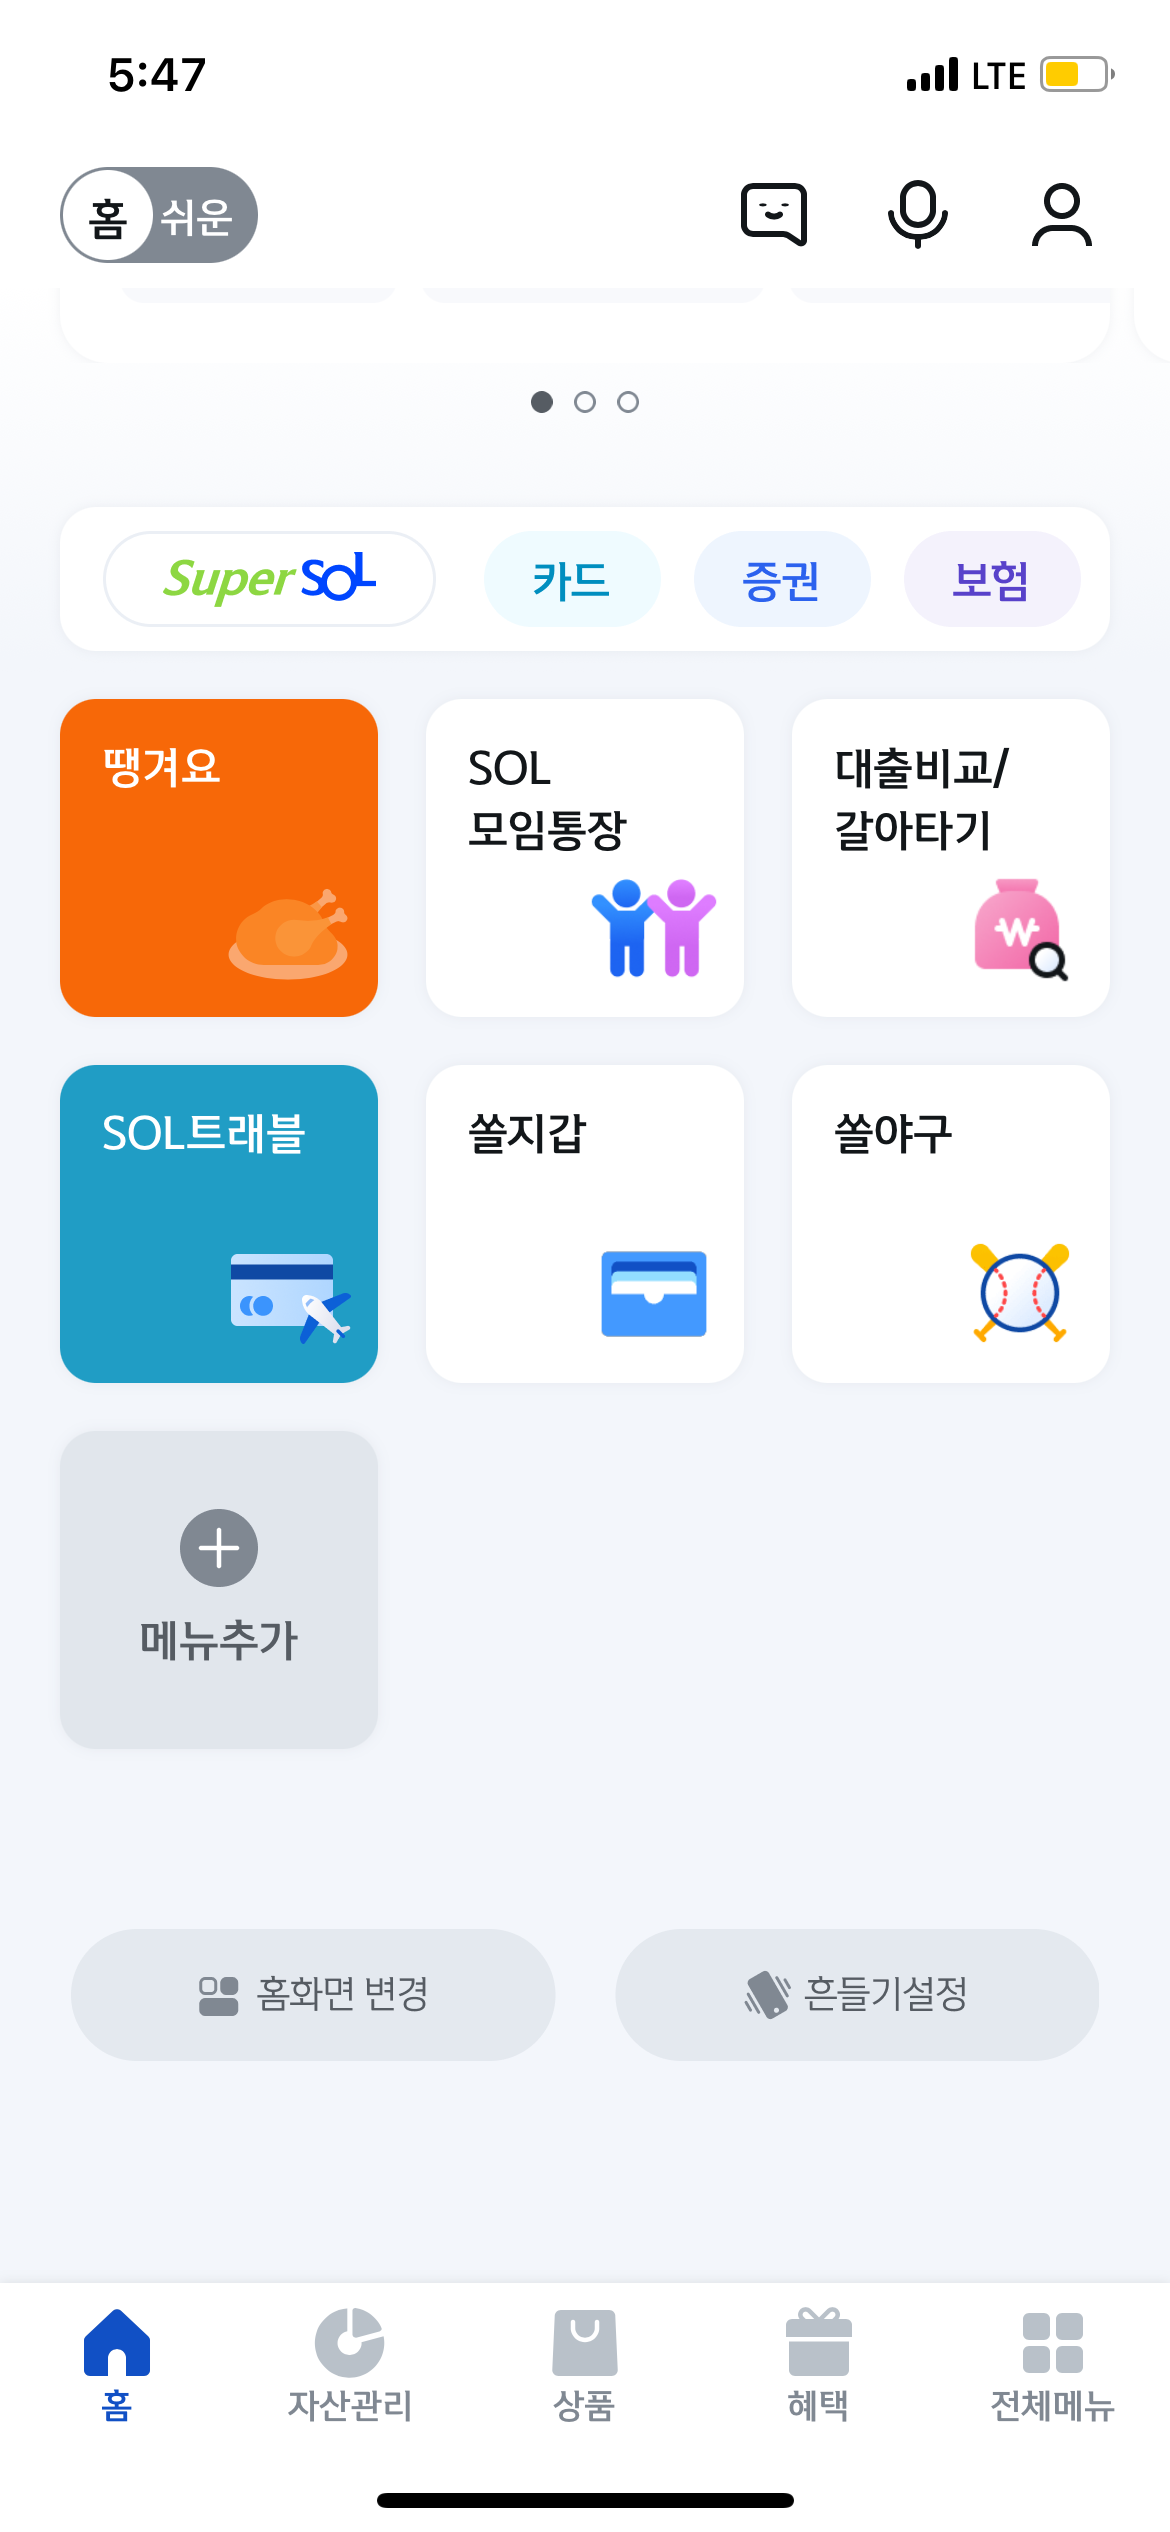 5:47
LTE
홈 쉬운
Super SOL
카드
증권
보험
땡겨요
SOL
모임통장
대출비교/
갈아타기
SOL트래블
쏠지갑
쏠야구
메뉴추가
홈화면 변경
흔들기설정
홈
자산관리
상품
혜택
전체메뉴